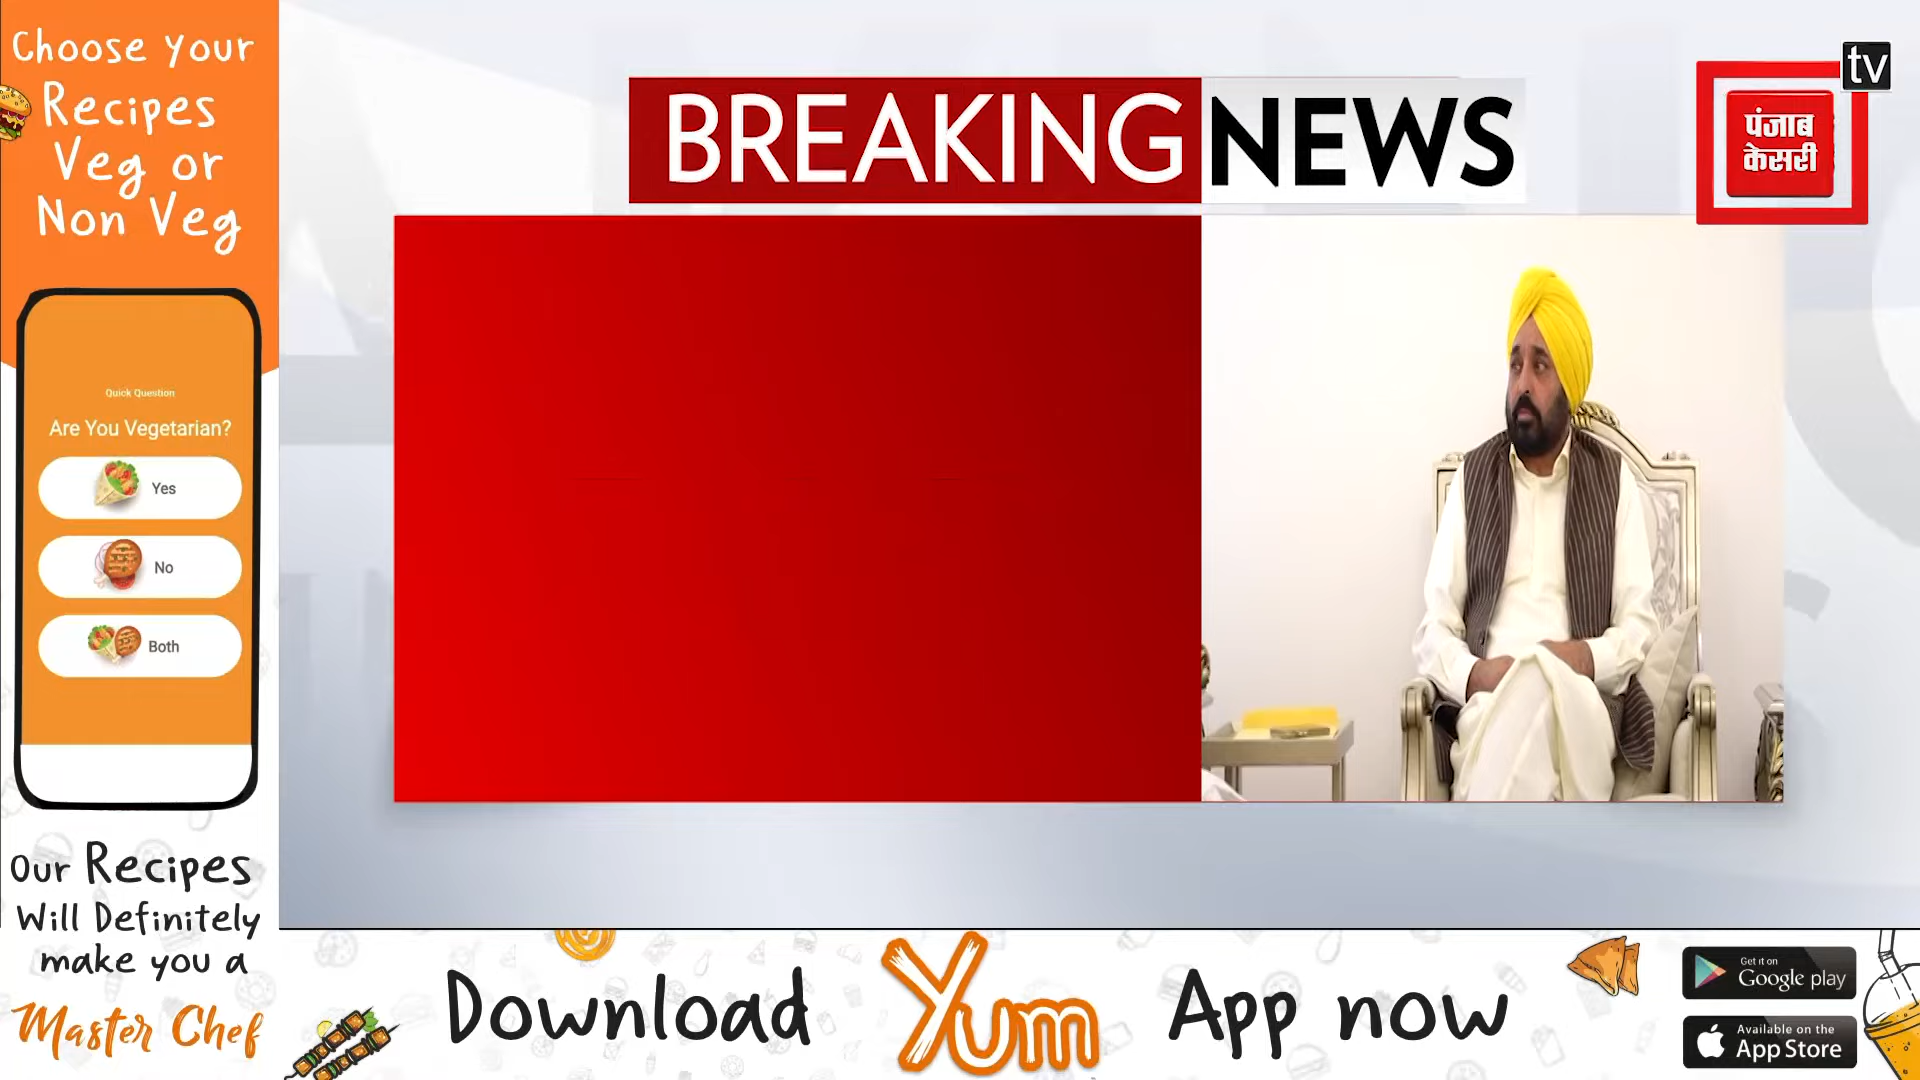 Choose your
Recipes
Veg or
Non Veg
Quick Question
Are You Vegetarian?
Yes
No
Both
Our Recipes
Will Definitely
make you a
Master Chef
BREAKING NEWS
tv
पंजाब
केसरी
Download Yum App now
Get it on
Google play
Available on the
App Store